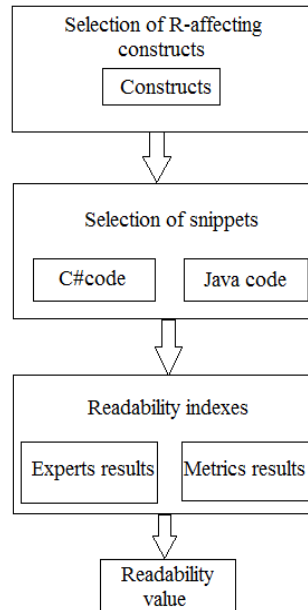 Selection of R-affecting
constructs
Constructs
Selection of snippets
C#code
Java code
Readability indexes
Experts results
Metrics results
Readability
value